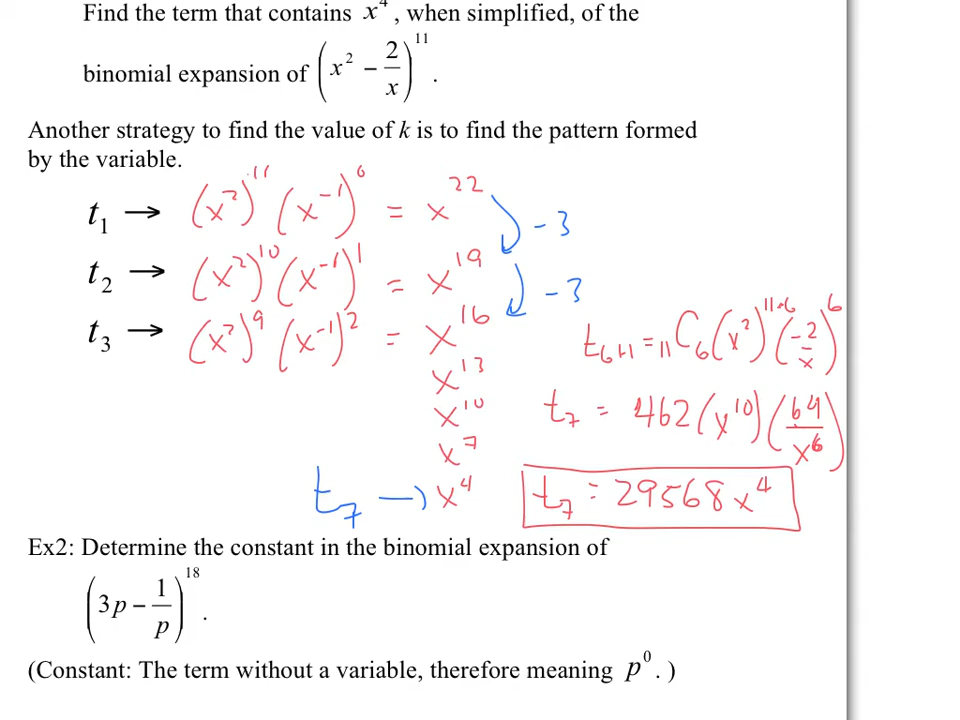 Find the term that contains x⁴, when simplified, of the
binomial expansion of (x² − 2/x)¹¹.
Another strategy to find the value of k is to find the pattern formed
by the variable.
t₁ → (x²)¹¹ (x⁻¹)⁰ = x²²
− 3
t₂ → (x²)¹⁰ (x⁻¹)¹ = x¹⁹
− 3
t₃ → (x²)⁹ (x⁻¹)² = x¹⁶
t₆₊₁ = ₁₁C₆ (x²)¹¹⁻⁶ (−2/x)⁶
x¹³
x¹⁰
t₇ = 462 (x¹⁰) (64/x⁶)
x⁷
t₇ → x⁴
t₇ = 29568x⁴
Ex2: Determine the constant in the binomial expansion of
(3p − 1/p)¹⁸.
(Constant: The term without a variable, therefore meaning p⁰. )